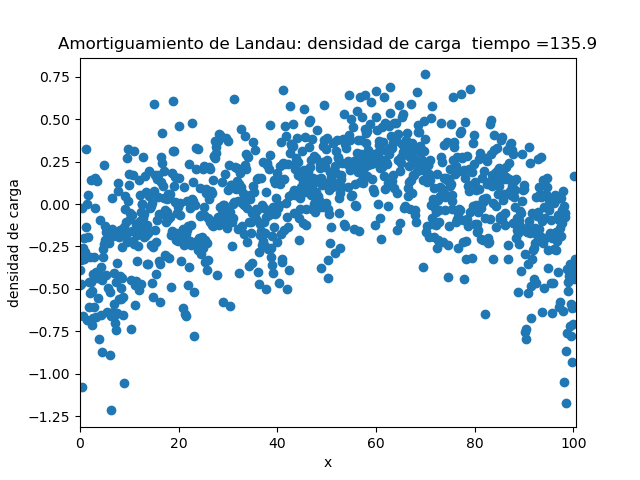 Amortiguamiento de Landau: densidad de carga  tiempo =135.9
densidad de carga
0.75
0.50
0.25
0.00
−0.25
−0.50
−0.75
−1.00
−1.25
0 20 40 60 80 100
x